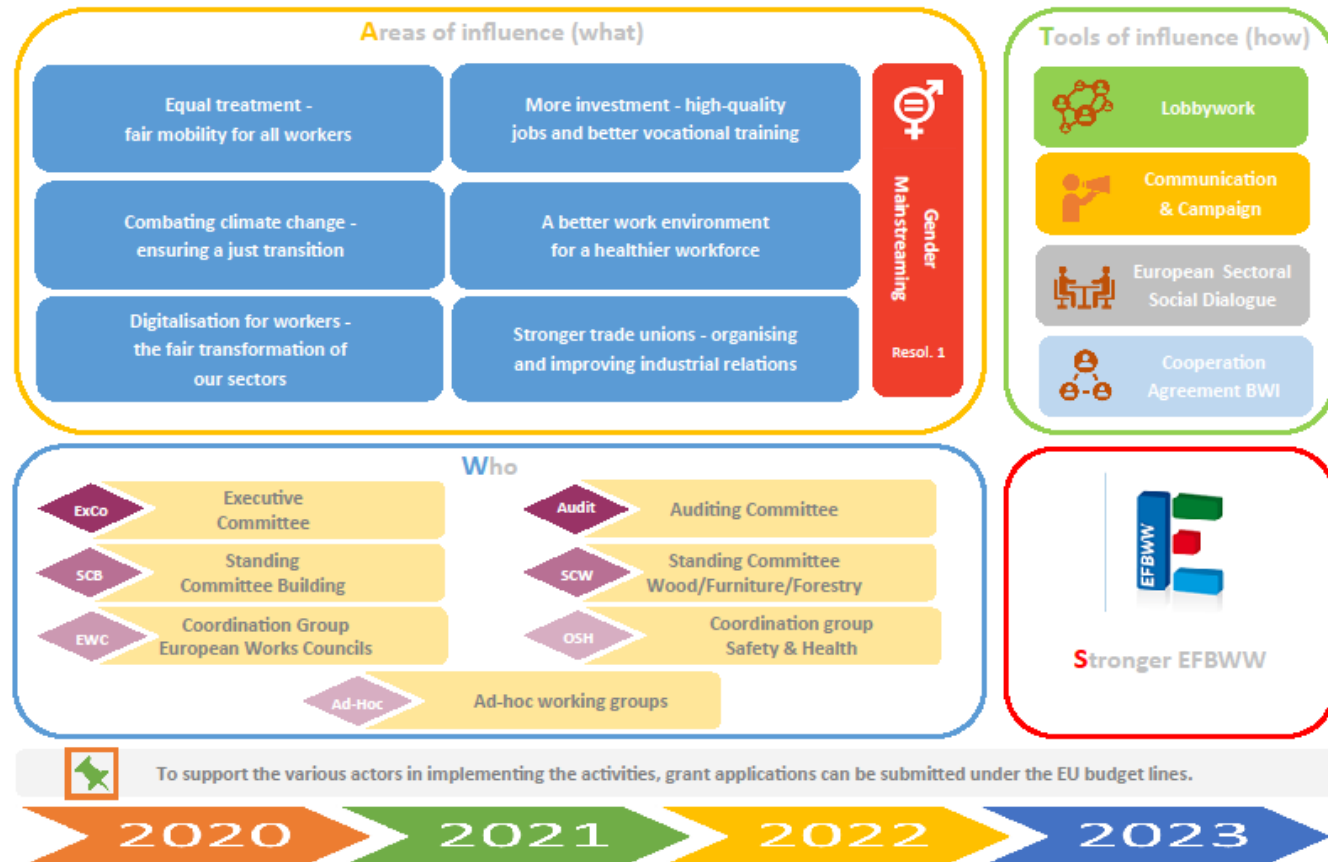 Areas of influence (what)
Equal treatment -
fair mobility for all workers
More investment - high-quality
jobs and better vocational training
Combating climate change -
ensuring a just transition
A better work environment
for a healthier workforce
Digitalisation for workers -
the fair transformation of
our sectors
Stronger trade unions - organising
and improving industrial relations
Gender
Mainstreaming
Resol. 1
Tools of influence (how)
Lobbywork
Communication
& Campaign
European Sectoral
Social Dialogue
Cooperation
Agreement BWI
Who
ExCo
Executive
Committee
Audit
Auditing Committee
SCB
Standing
Committee Building
SCW
Standing Committee
Wood/Furniture/Forestry
EWC
Coordination Group
European Works Councils
OSH
Coordination group
Safety & Health
Ad-Hoc
Ad-hoc working groups
EFBWW
Stronger EFBWW
To support the various actors in implementing the activities, grant applications can be submitted under the EU budget lines.
2020
2021
2022
2023